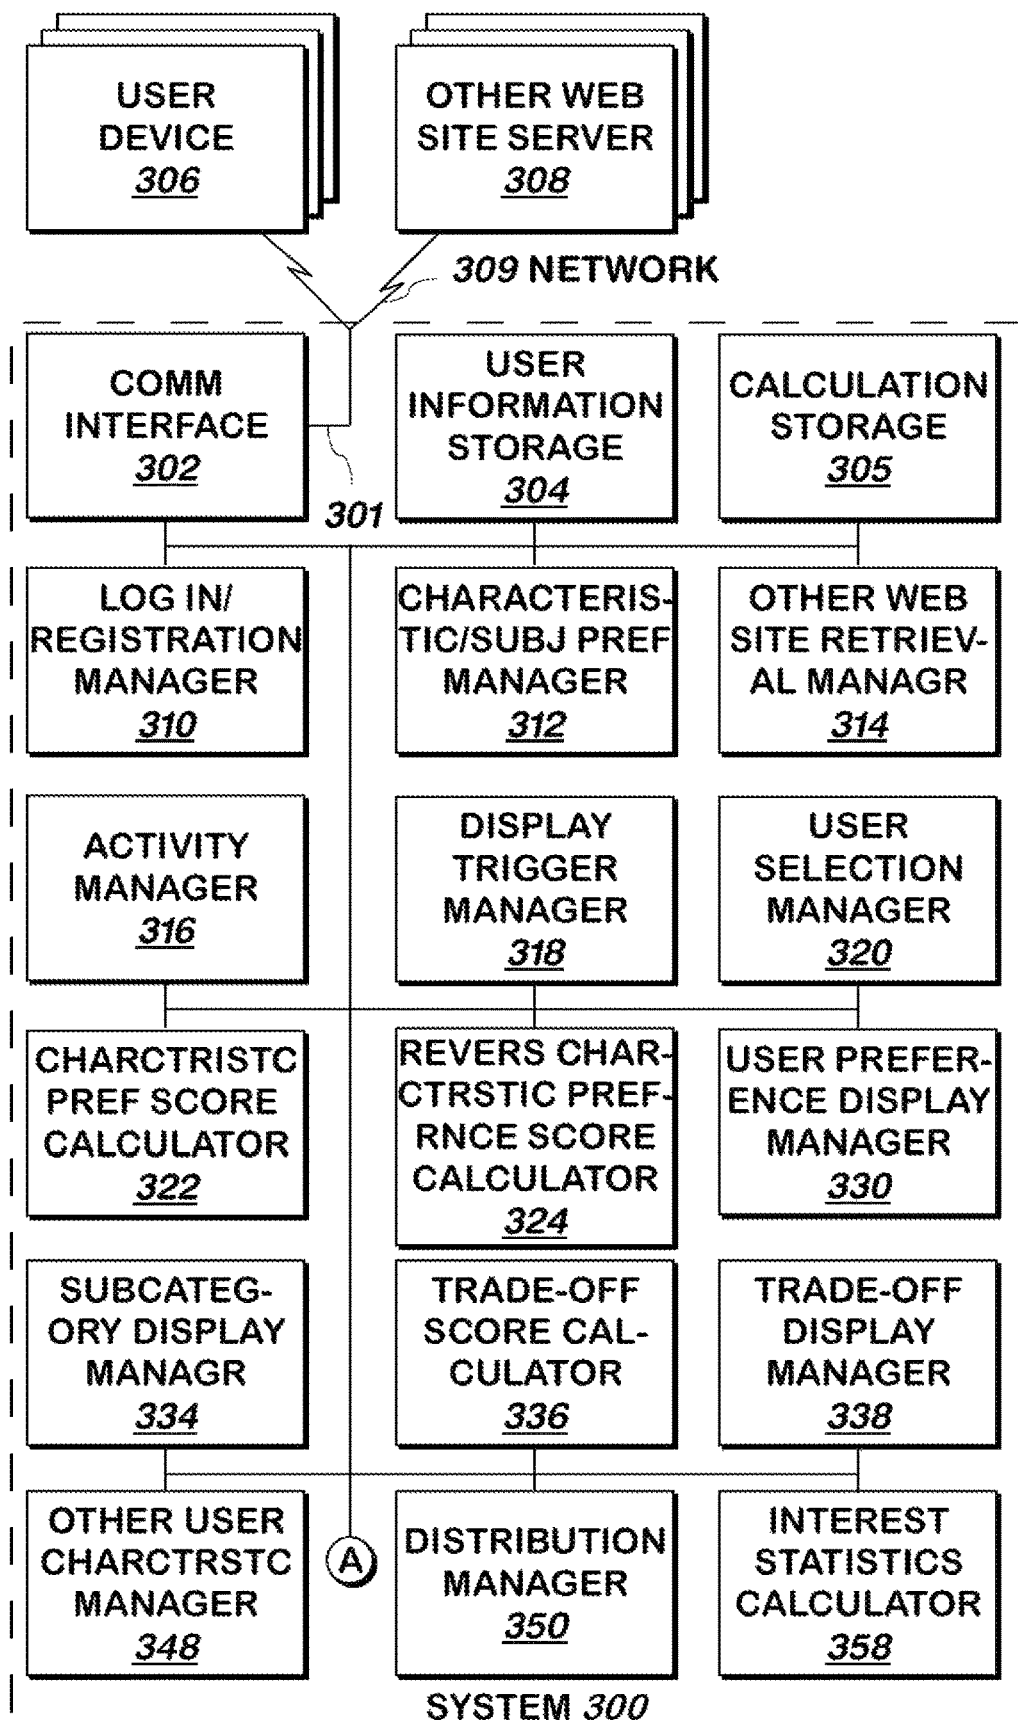 USER
DEVICE
306
OTHER WEB
SITE SERVER
308
309 NETWORK
COMM
INTERFACE
302
301
USER
INFORMATION
STORAGE
304
CALCULATION
STORAGE
305
LOG IN/
REGISTRATION
MANAGER
310
CHARACTERIS-
TIC/SUBJ PREF
MANAGER
312
OTHER WEB
SITE RETRIEV-
AL MANAGR
314
ACTIVITY
MANAGER
316
DISPLAY
TRIGGER
MANAGER
318
USER
SELECTION
MANAGER
320
CHARCTRISTC
PREF SCORE
CALCULATOR
322
REVERS CHAR-
CTRSTIC PREF-
RNCE SCORE
CALCULATOR
324
USER PREFER-
ENCE DISPLAY
MANAGER
330
SUBCATEG-
ORY DISPLAY
MANAGR
334
TRADE-OFF
SCORE CAL-
CULATOR
336
TRADE-OFF
DISPLAY
MANAGER
338
OTHER USER
CHARCTRSTC
MANAGER
348
A
DISTRIBUTION
MANAGER
350
INTEREST
STATISTICS
CALCULATOR
358
SYSTEM 300